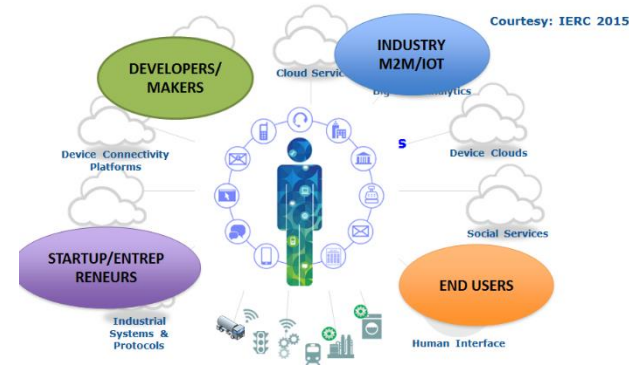 Courtesy: IERC 2015
INDUSTRY
M2M/IOT
DEVELOPERS/
MAKERS
Cloud Servic
nalytics
s
Device Connectivity
Platforms
Device Clouds
Social Services
STARTUP/ENTREP
RENEURS
END USERS
Industrial
Systems &
Protocols
Human Interface